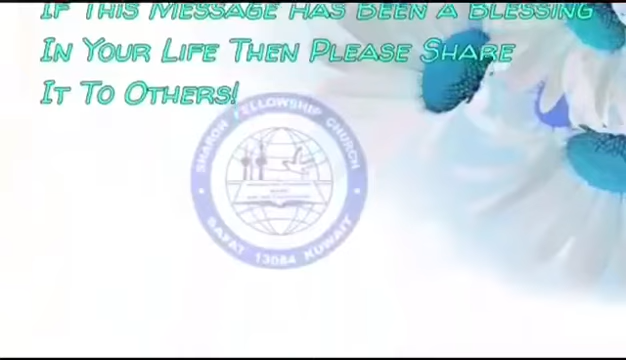 If This Message Has Been A Blessing
In Your Life Then Please Share
It To Others!
SHARON FELLOWSHIP CHURCH
SAFAT 13084 KUWAIT